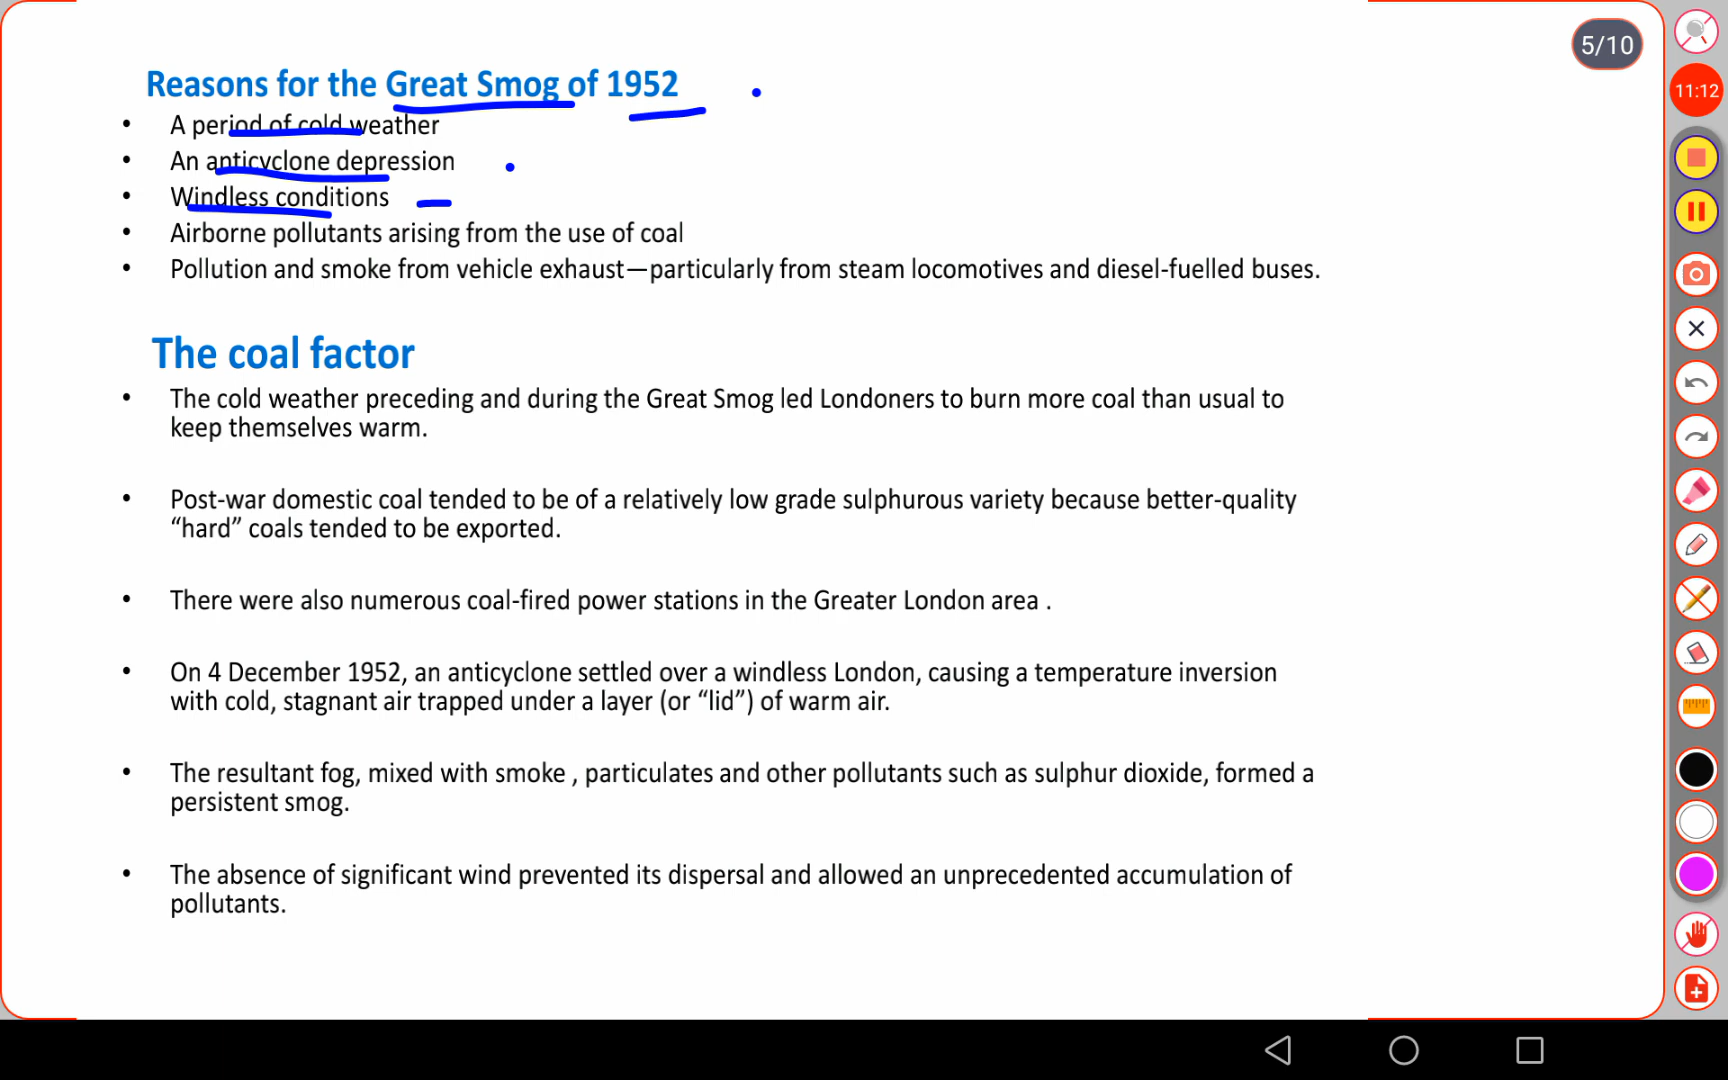 5/10
11:12
Reasons for the Great Smog of 1952
• A period of cold weather
• An anticyclone depression
• Windless conditions
• Airborne pollutants arising from the use of coal
• Pollution and smoke from vehicle exhaust—particularly from steam locomotives and diesel-fuelled buses.
The coal factor
• The cold weather preceding and during the Great Smog led Londoners to burn more coal than usual to
keep themselves warm.
• Post-war domestic coal tended to be of a relatively low grade sulphurous variety because better-quality
“hard” coals tended to be exported.
• There were also numerous coal-fired power stations in the Greater London area .
• On 4 December 1952, an anticyclone settled over a windless London, causing a temperature inversion
with cold, stagnant air trapped under a layer (or “lid”) of warm air.
• The resultant fog, mixed with smoke , particulates and other pollutants such as sulphur dioxide, formed a
persistent smog.
• The absence of significant wind prevented its dispersal and allowed an unprecedented accumulation of
pollutants.